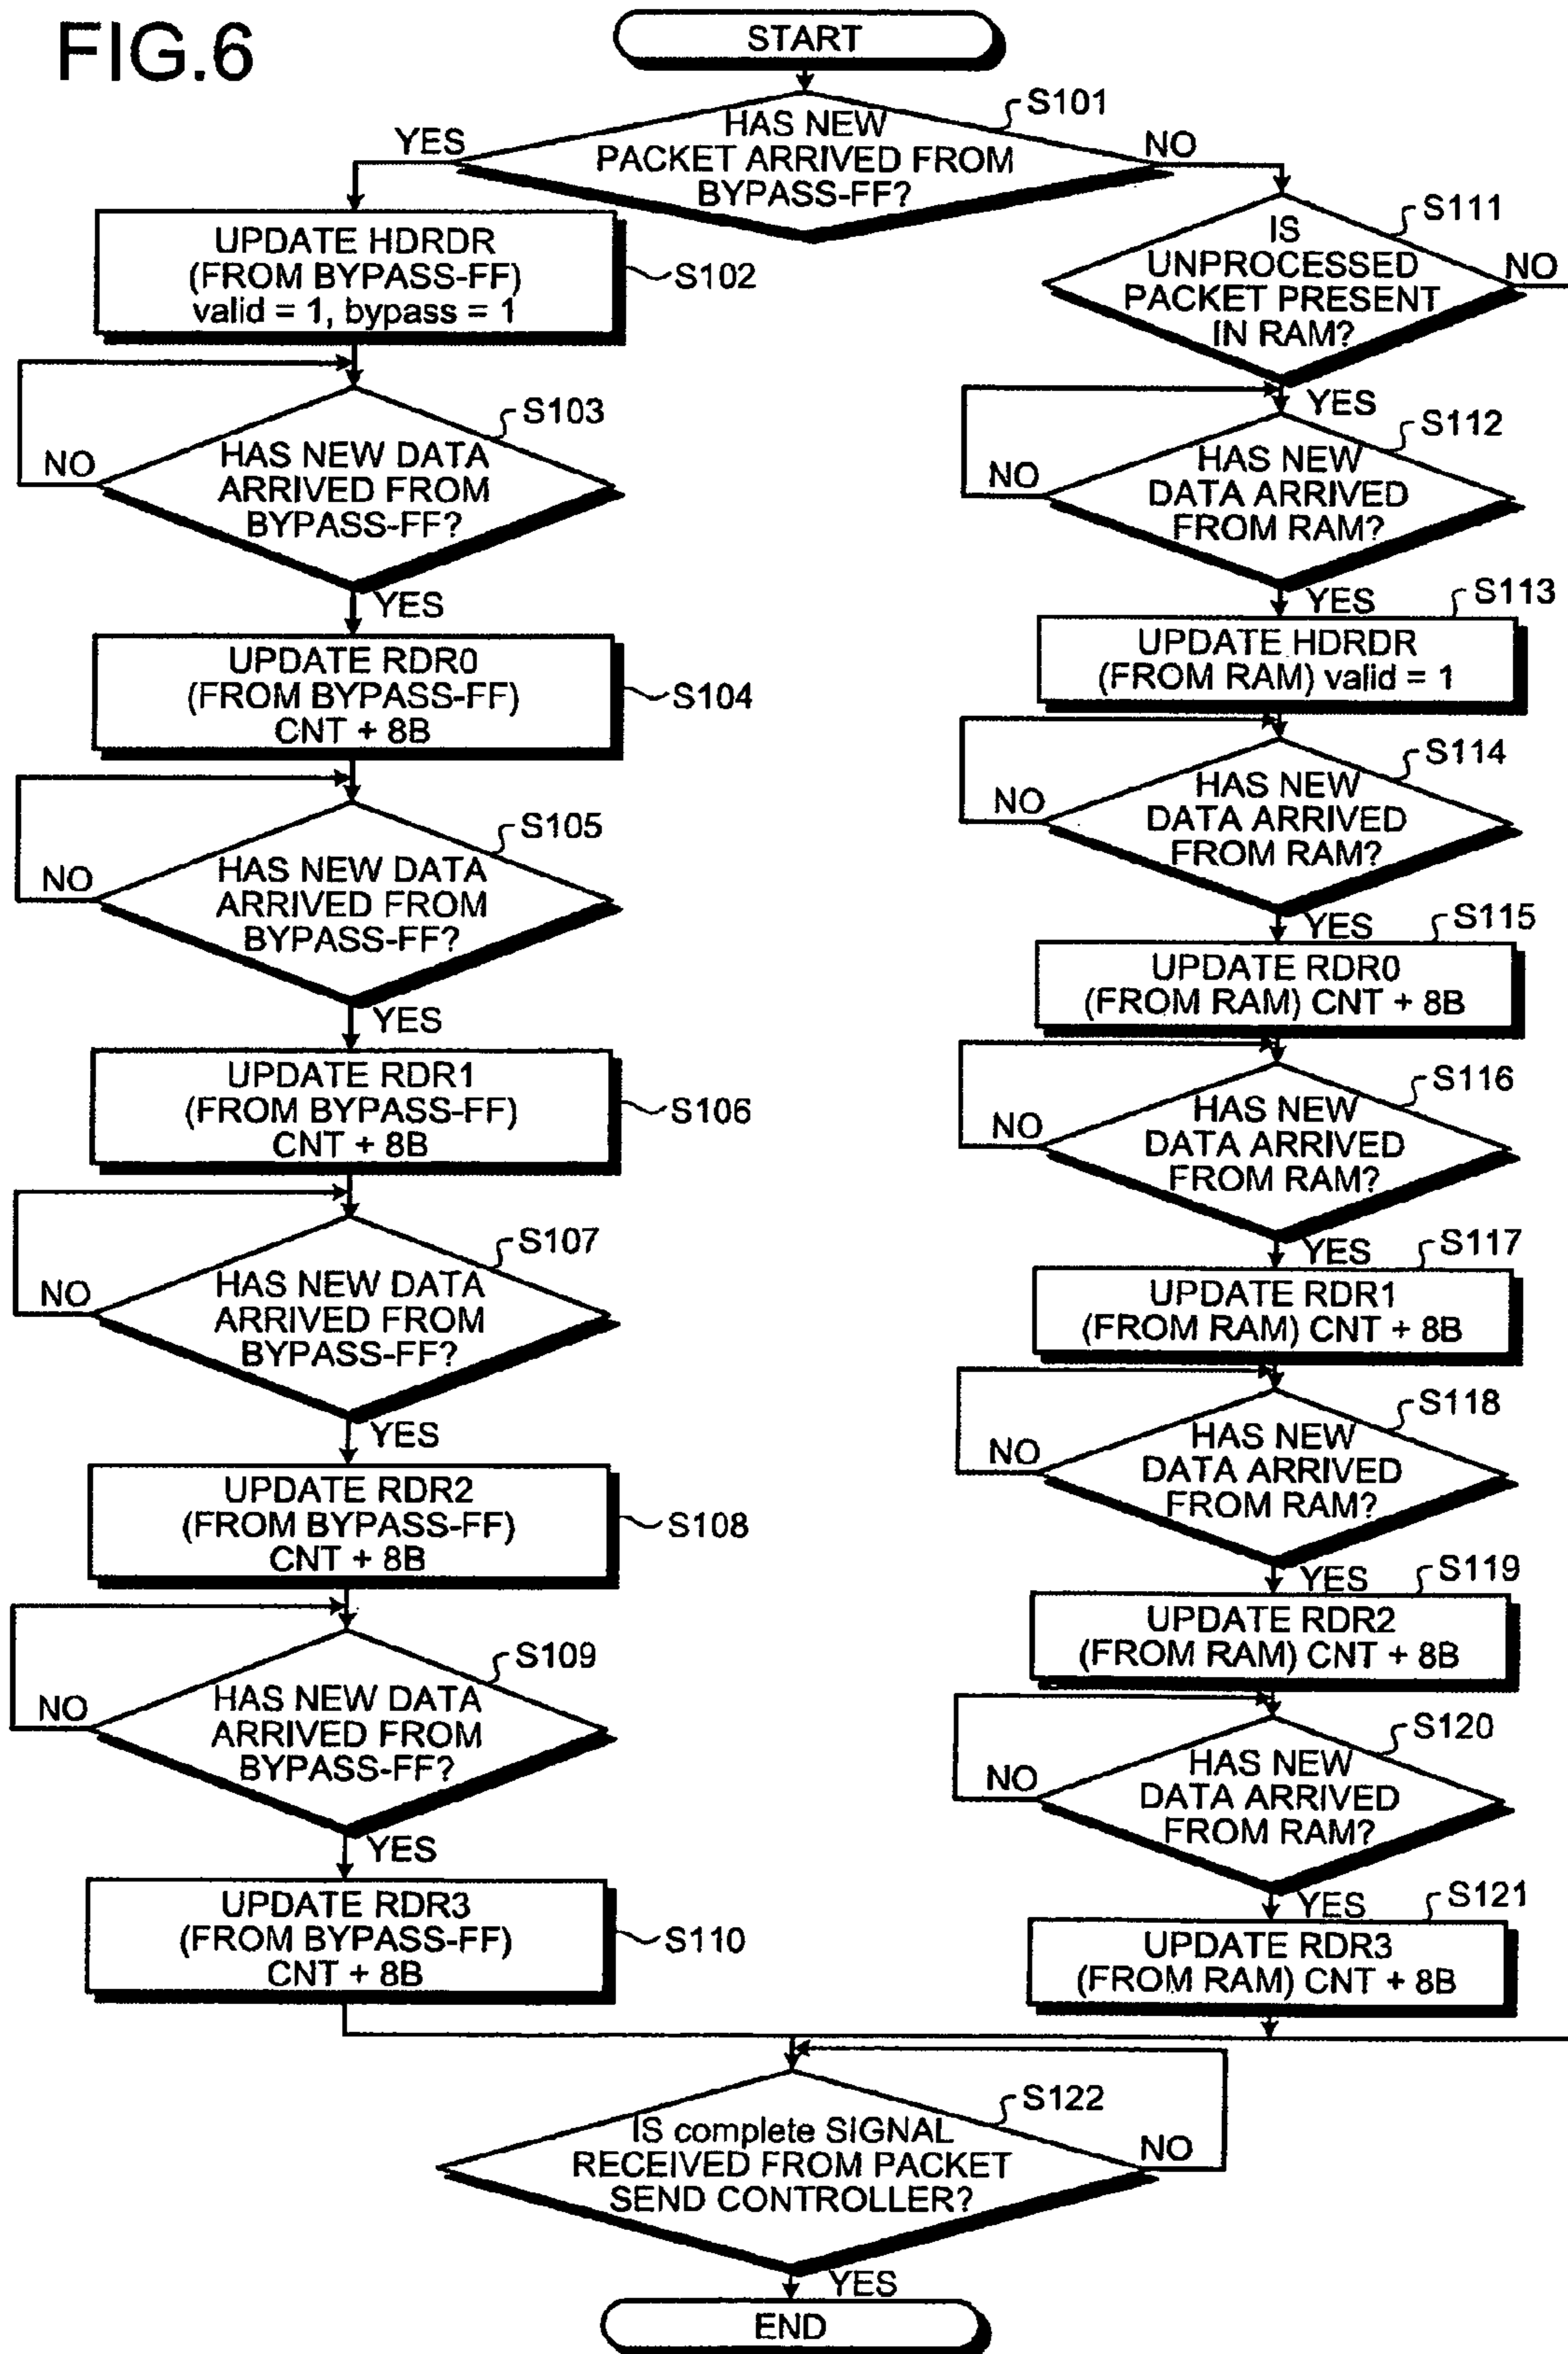 FIG.6
START
S101
HAS NEW
PACKET ARRIVED FROM
BYPASS-FF?
YES
NO
UPDATE HDRDR
(FROM BYPASS-FF)
valid = 1, bypass = 1
S102
S103
HAS NEW DATA
ARRIVED FROM
BYPASS-FF?
NO
YES
UPDATE RDR0
(FROM BYPASS-FF)
CNT + 8B
S104
S105
HAS NEW DATA
ARRIVED FROM
BYPASS-FF?
NO
YES
UPDATE RDR1
(FROM BYPASS-FF)
CNT + 8B
S106
S107
HAS NEW DATA
ARRIVED FROM
BYPASS-FF?
NO
YES
UPDATE RDR2
(FROM BYPASS-FF)
CNT + 8B
S108
S109
HAS NEW DATA
ARRIVED FROM
BYPASS-FF?
NO
YES
UPDATE RDR3
(FROM BYPASS-FF)
CNT + 8B
S110
S111
IS
UNPROCESSED
PACKET PRESENT
IN RAM?
NO
YES
S112
HAS NEW
DATA ARRIVED
FROM RAM?
NO
YES
S113
UPDATE HDRDR
(FROM RAM) valid = 1
S114
HAS NEW
DATA ARRIVED
FROM RAM?
NO
YES
S115
UPDATE RDR0
(FROM RAM) CNT + 8B
S116
HAS NEW
DATA ARRIVED
FROM RAM?
NO
YES
S117
UPDATE RDR1
(FROM RAM) CNT + 8B
S118
HAS NEW
DATA ARRIVED
FROM RAM?
NO
YES
S119
UPDATE RDR2
(FROM RAM) CNT + 8B
S120
HAS NEW
DATA ARRIVED
FROM RAM?
NO
YES
S121
UPDATE RDR3
(FROM RAM) CNT + 8B
S122
IS complete SIGNAL
RECEIVED FROM PACKET
SEND CONTROLLER?
NO
YES
END